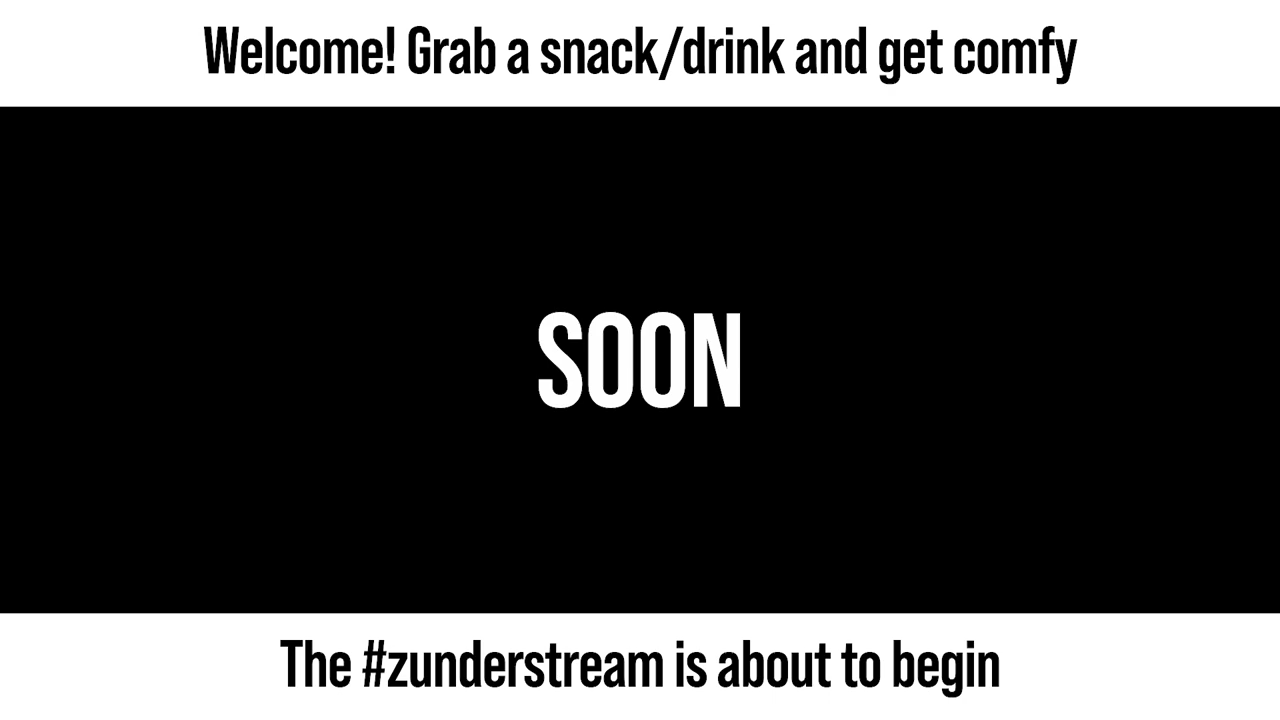 Welcome! Grab a snack/drink and get comfy
SOON
The #zunderstream is about to begin